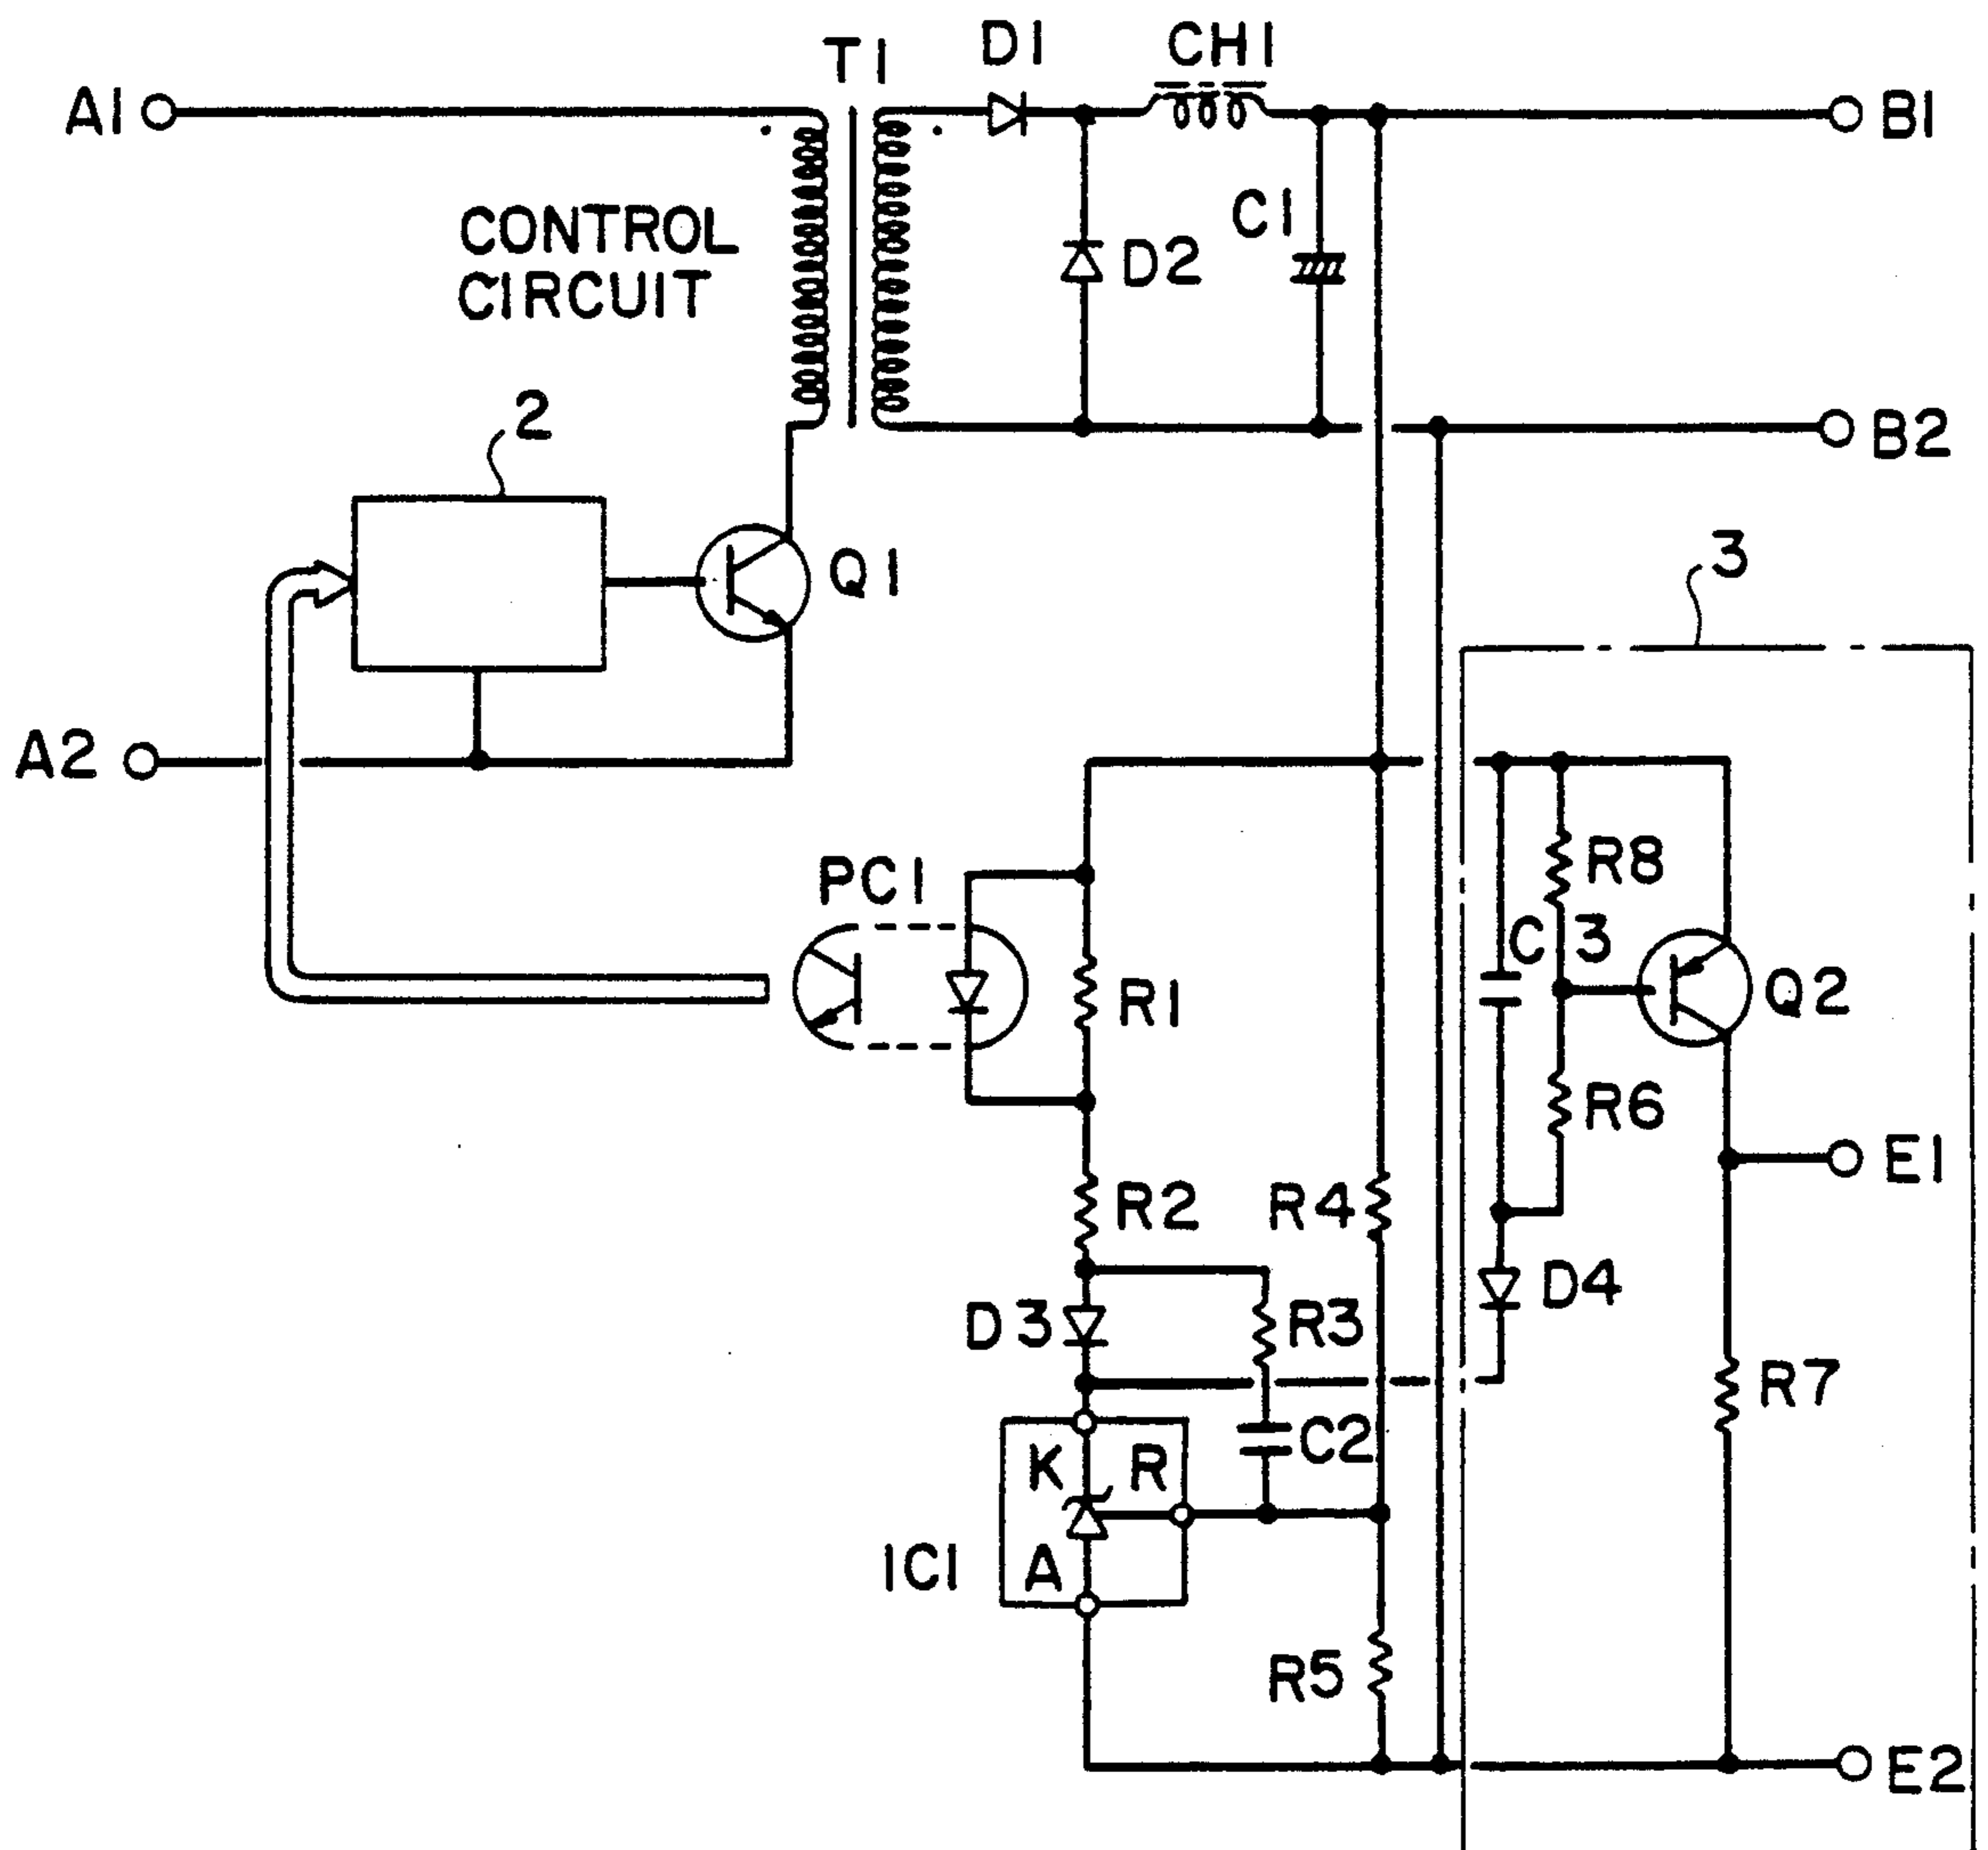 T1
D1
CH1
A1
B1
CONTROL
CIRCUIT
D2
C1
2
B2
Q1
3
A2
PC1
R8
C3
R1
Q2
R6
E1
R2
R4
D3
R3
D4
R7
K
R
C2
IC1
A
R5
E2